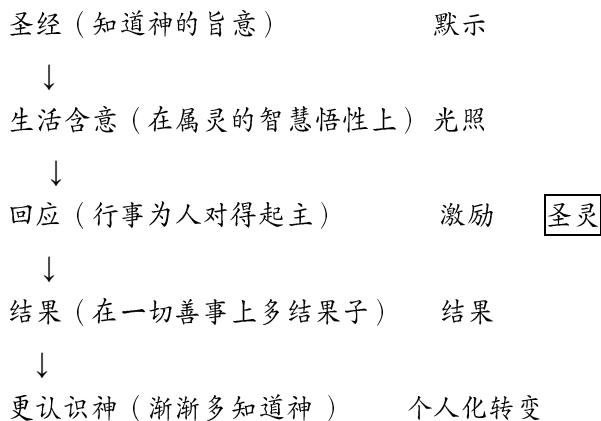 圣经（知道神的旨意） 默示
↓
生活含意（在属灵的智慧悟性上） 光照
↓
回应（行事为人对得起主） 激励 圣灵
↓
结果（在一切善事上多结果子） 结果
↓
更认识神（渐渐多知道神 ） 个人化转变